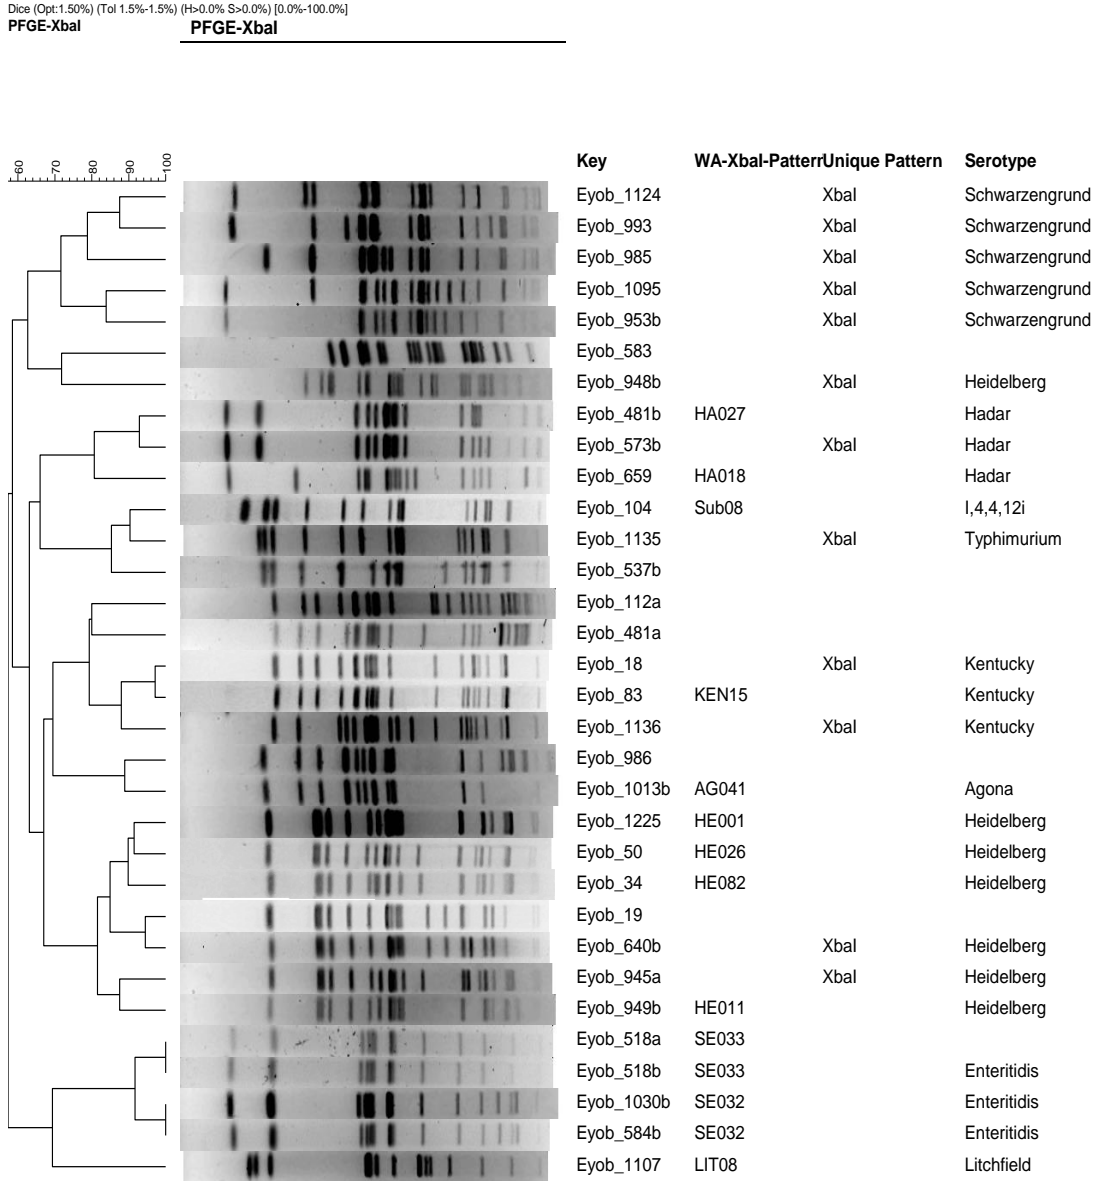 Dice (Opt:1.50%) (Tol 1.5%-1.5%) (H>0.0% S>0.0%) [0.0%-100.0%]
PFGE-XbaI PFGE-XbaI
60 70 80 90 100
Key WA-XbaI-PatterrUnique Pattern Serotype
Eyob_1124 XbaI Schwarzengrund
Eyob_993 XbaI Schwarzengrund
Eyob_985 XbaI Schwarzengrund
Eyob_1095 XbaI Schwarzengrund
Eyob_953b XbaI Schwarzengrund
Eyob_583
Eyob_948b XbaI Heidelberg
Eyob_481b HA027 Hadar
Eyob_573b XbaI Hadar
Eyob_659 HA018 Hadar
Eyob_104 Sub08 I,4,4,12i
Eyob_1135 XbaI Typhimurium
Eyob_537b
Eyob_112a
Eyob_481a
Eyob_18 XbaI Kentucky
Eyob_83 KEN15 Kentucky
Eyob_1136 XbaI Kentucky
Eyob_986
Eyob_1013b AG041 Agona
Eyob_1225 HE001 Heidelberg
Eyob_50 HE026 Heidelberg
Eyob_34 HE082 Heidelberg
Eyob_19
Eyob_640b XbaI Heidelberg
Eyob_945a XbaI Heidelberg
Eyob_949b HE011 Heidelberg
Eyob_518a SE033
Eyob_518b SE033 Enteritidis
Eyob_1030b SE032 Enteritidis
Eyob_584b SE032 Enteritidis
Eyob_1107 LIT08 Litchfield